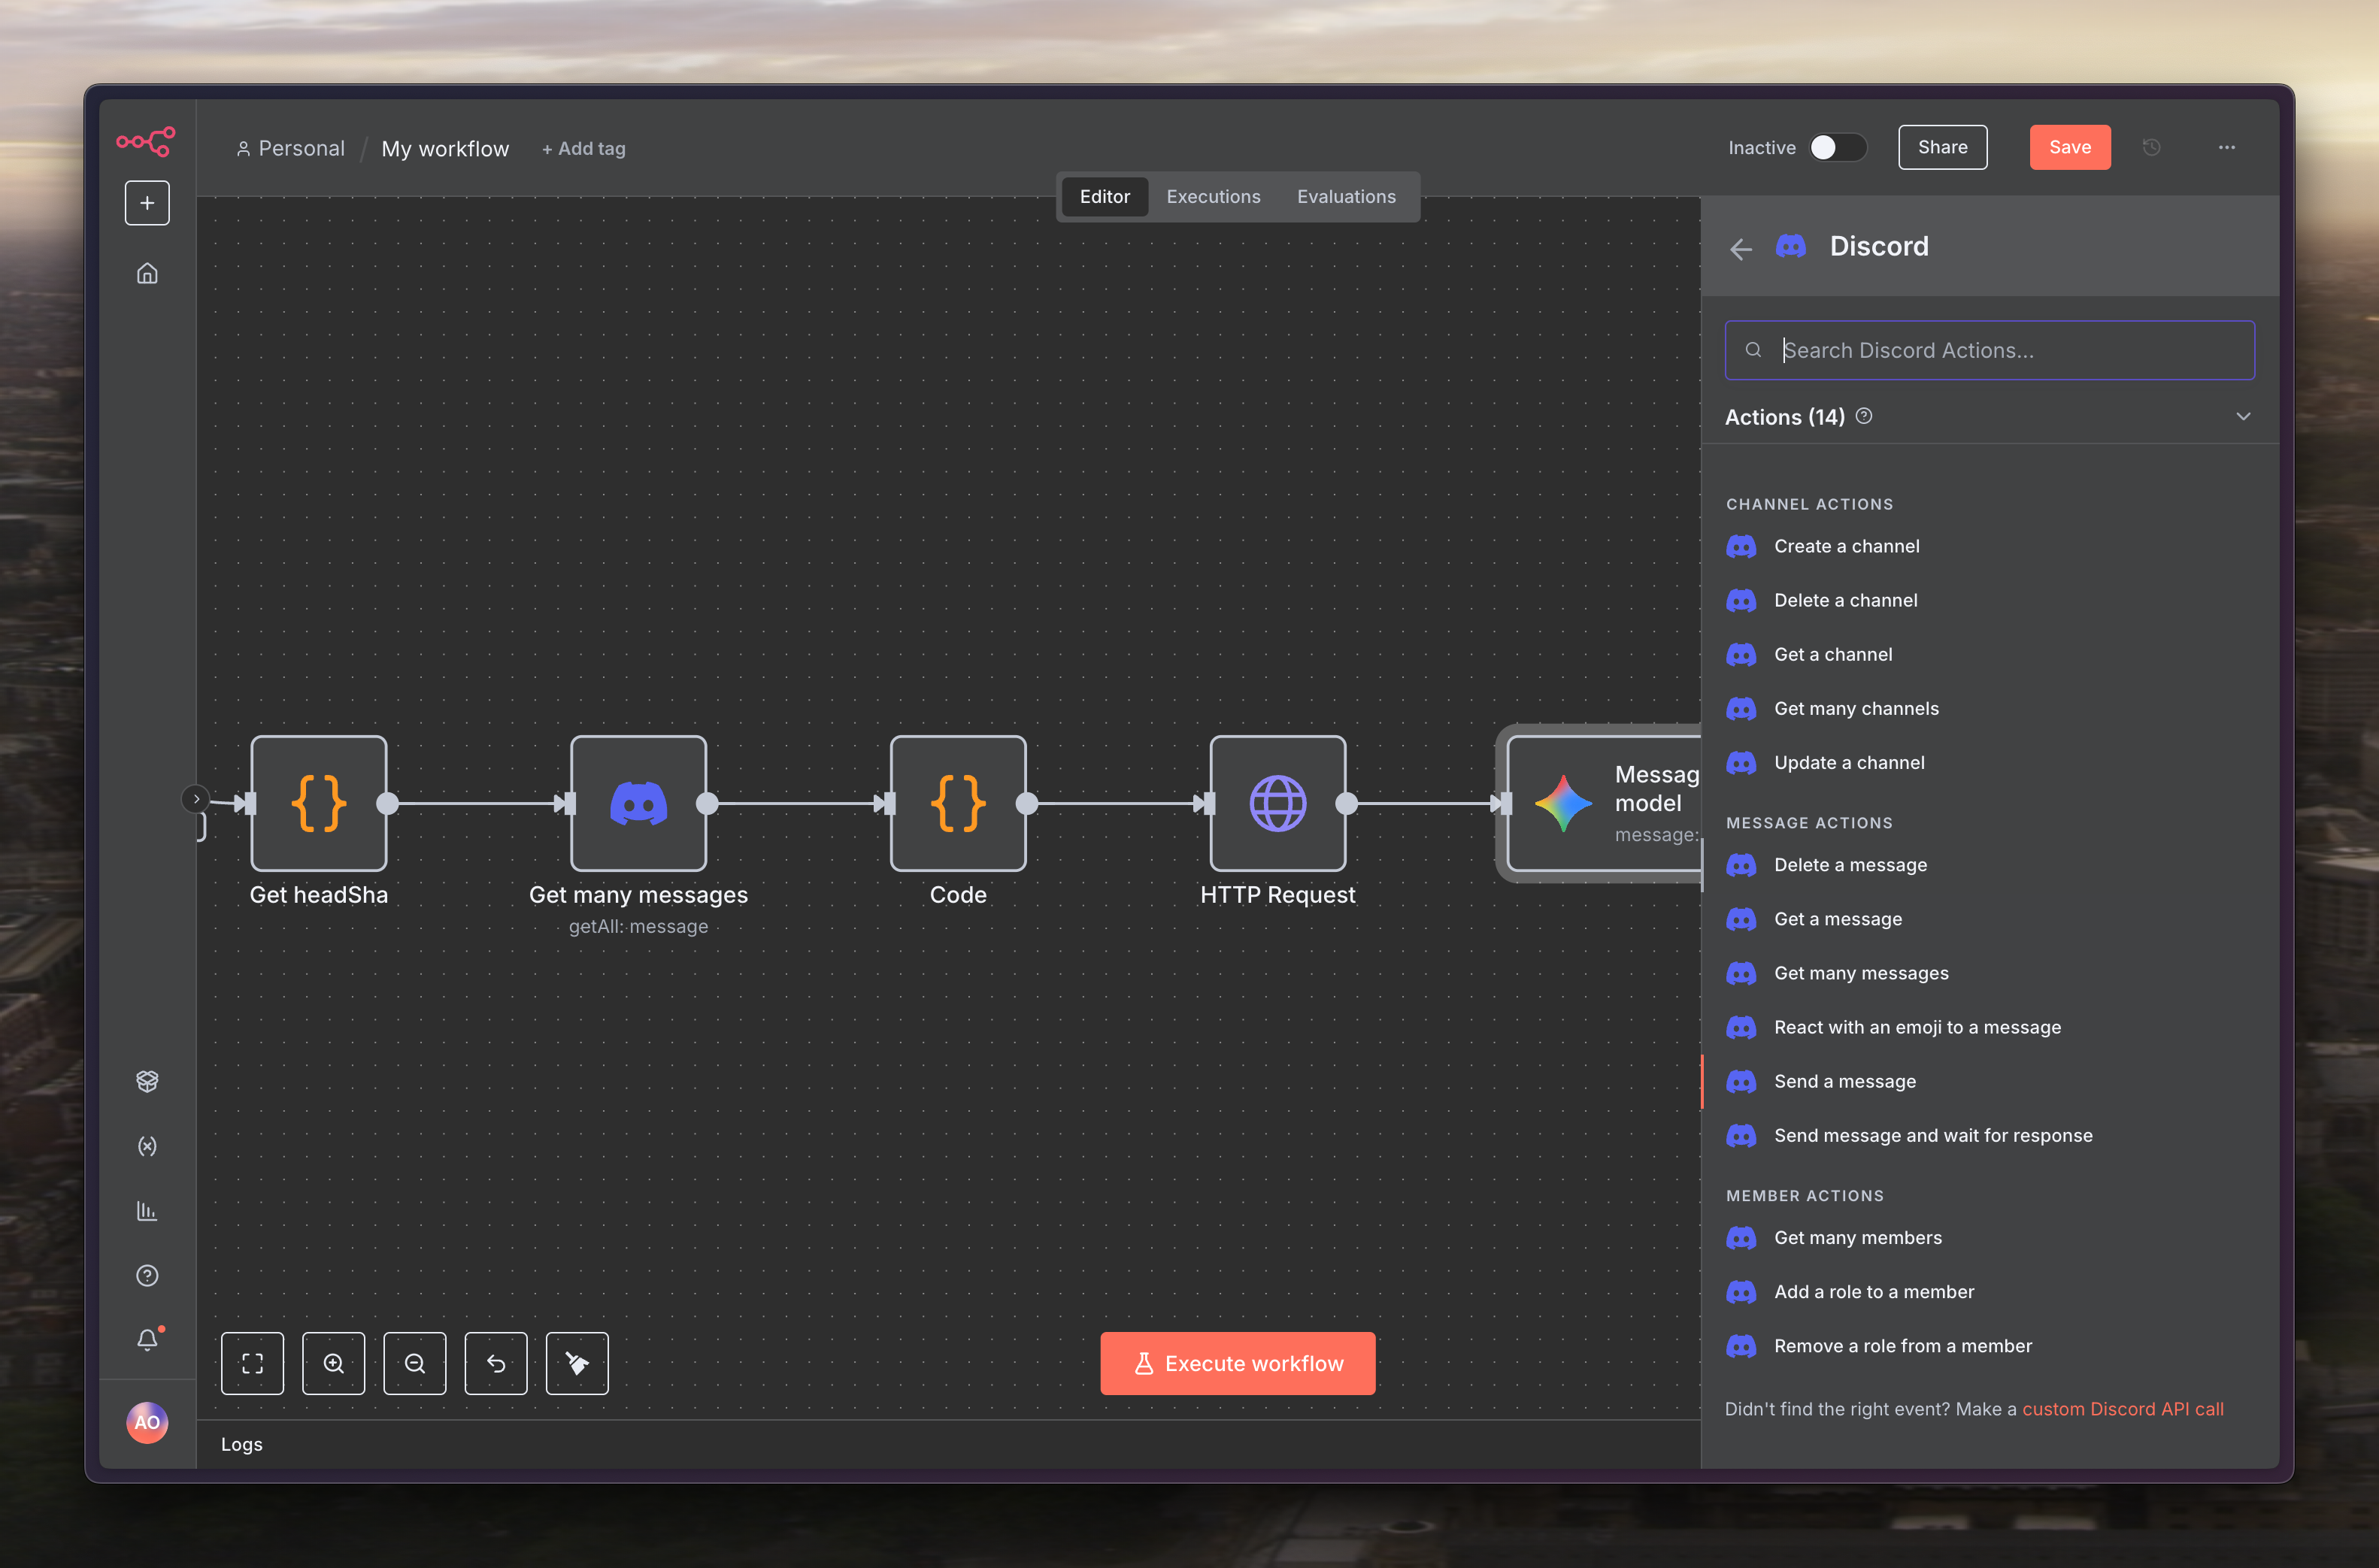 Personal / My workflow + Add tag
Inactive
Share
Save
Editor Executions Evaluations
Get headSha
Get many messages
getAll: message
Code
HTTP Request
Messag
model
message:
Execute workflow
Logs
AO
Discord
Search Discord Actions...
Actions (14)
CHANNEL ACTIONS
Create a channel
Delete a channel
Get a channel
Get many channels
Update a channel
MESSAGE ACTIONS
Delete a message
Get a message
Get many messages
React with an emoji to a message
Send a message
Send message and wait for response
MEMBER ACTIONS
Get many members
Add a role to a member
Remove a role from a member
Didn't find the right event? Make a custom Discord API call